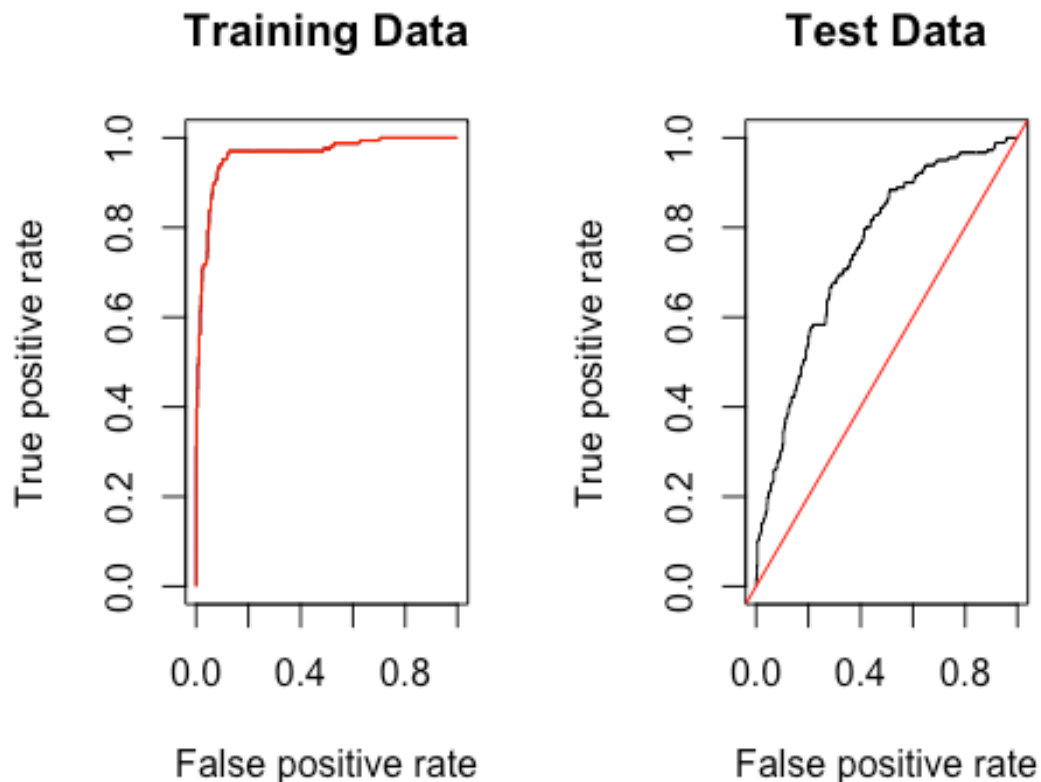 Training Data
True positive rate
0.0 0.2 0.4 0.6 0.8 1.0
0.0 0.4 0.8
False positive rate
Test Data
True positive rate
0.0 0.2 0.4 0.6 0.8 1.0
0.0 0.4 0.8
False positive rate